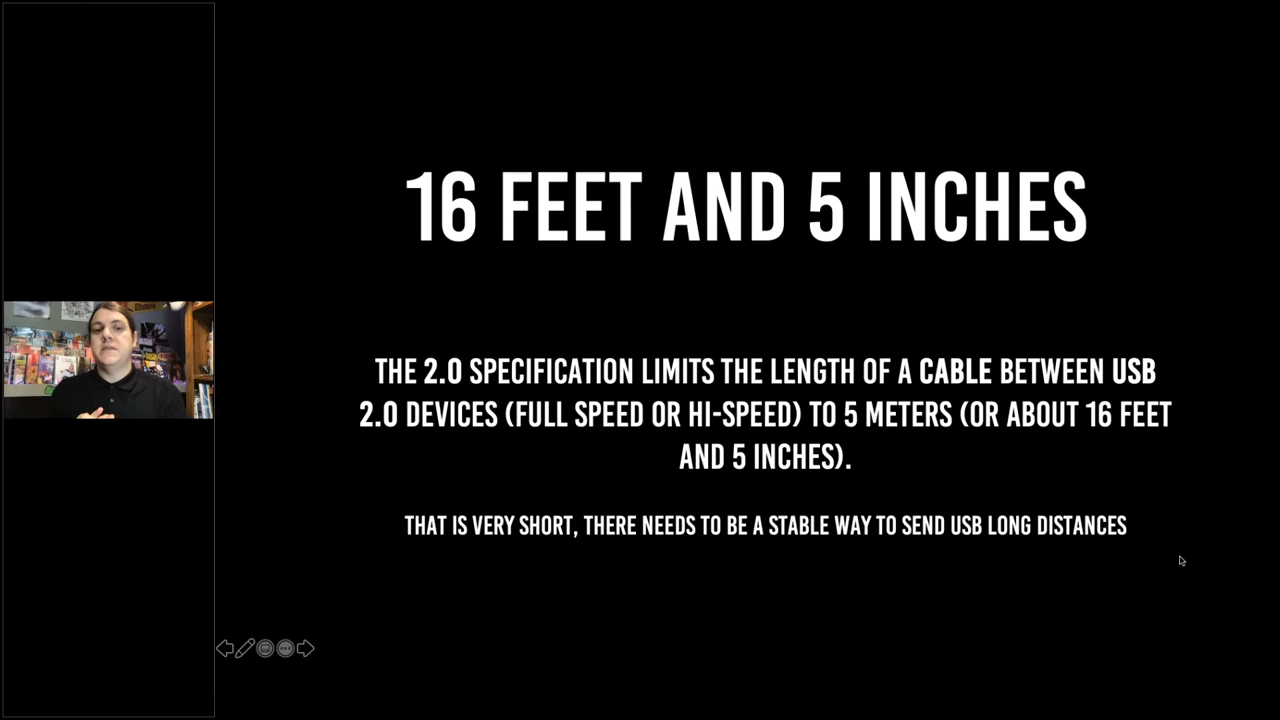 16 FEET AND 5 INCHES
THE 2.0 SPECIFICATION LIMITS THE LENGTH OF A CABLE BETWEEN USB
2.0 DEVICES (FULL SPEED OR HI-SPEED) TO 5 METERS (OR ABOUT 16 FEET
AND 5 INCHES).
THAT IS VERY SHORT, THERE NEEDS TO BE A STABLE WAY TO SEND USB LONG DISTANCES